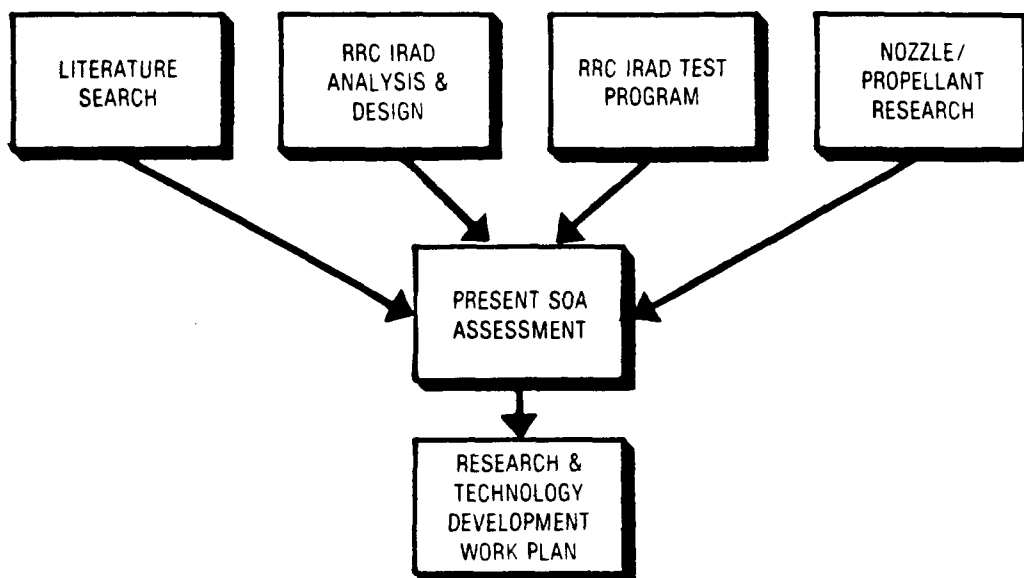 LITERATURE
SEARCH
RRC IRAD
ANALYSIS &
DESIGN
RRC IRAD TEST
PROGRAM
NOZZLE/
PROPELLANT
RESEARCH
PRESENT SOA
ASSESSMENT
RESEARCH &
TECHNOLOGY
DEVELOPMENT
WORK PLAN